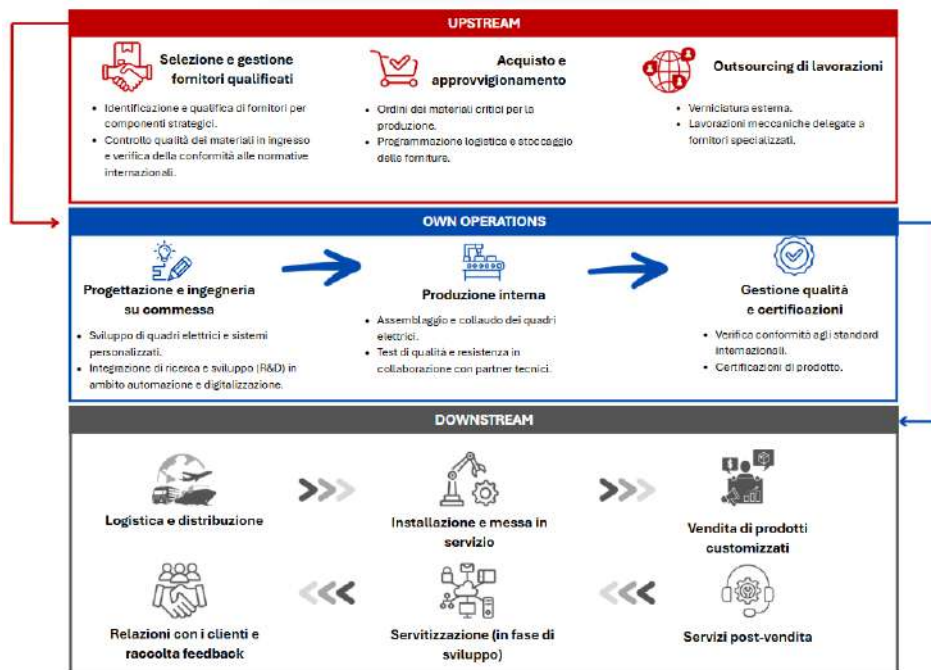 UPSTREAM
Selezione e gestione
fornitori qualificati
• Identificazione e qualifica di fornitori per
componenti strategici.
• Controllo qualità dei materiali in ingresso
e verifica della conformità alle normative
internazionali.
Acquisto e
approvvigionamento
• Ordini dei materiali critici per la
produzione.
• Programmazione logistica e stoccaggio
delle forniture.
Outsourcing di lavorazioni
• Verniciatura esterna.
• Lavorazioni meccaniche delegate a
fornitori specializzati.
OWN OPERATIONS
Progettazione e ingegneria
su commessa
• Sviluppo di quadri elettrici e sistemi
personalizzati.
• Integrazione di ricerca e sviluppo (R&D) in
ambito automazione e digitalizzazione.
Produzione interna
• Assemblaggio e collaudo dei quadri
elettrici.
• Test di qualità e resistenza in
collaborazione con partner tecnici.
Gestione qualità
e certificazioni
• Verifica conformità agli standard
internazionali.
• Certificazioni di prodotto.
DOWNSTREAM
Logistica e distribuzione
Installazione e messa in
servizio
Vendita di prodotti
customizzati
Relazioni con i clienti e
raccolta feedback
Servitizzazione (in fase di
sviluppo)
Servizi post-vendita